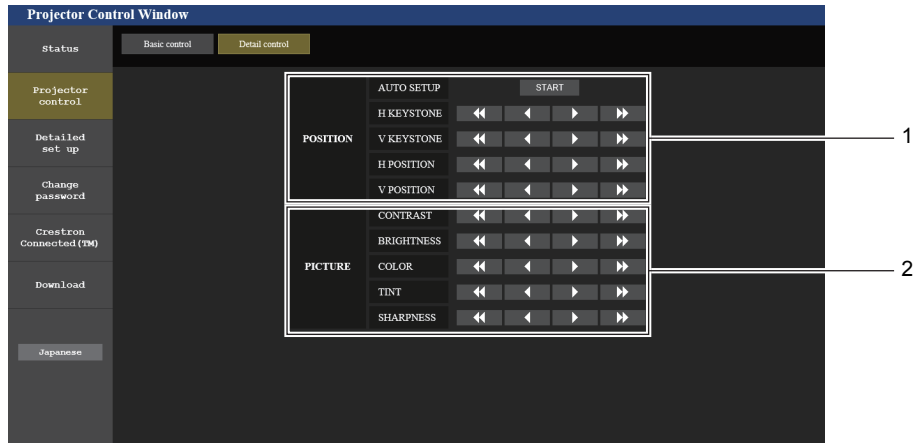 Projector Control Window
Status
Basic control
Detail control
Projector
control
Detailed
set up
Change
password
Crestron
Connected(TM)
Download
Japanese
POSITION
AUTO SETUP
START
H KEYSTONE
V KEYSTONE
H POSITION
V POSITION
1
PICTURE
CONTRAST
BRIGHTNESS
COLOR
TINT
SHARPNESS
2